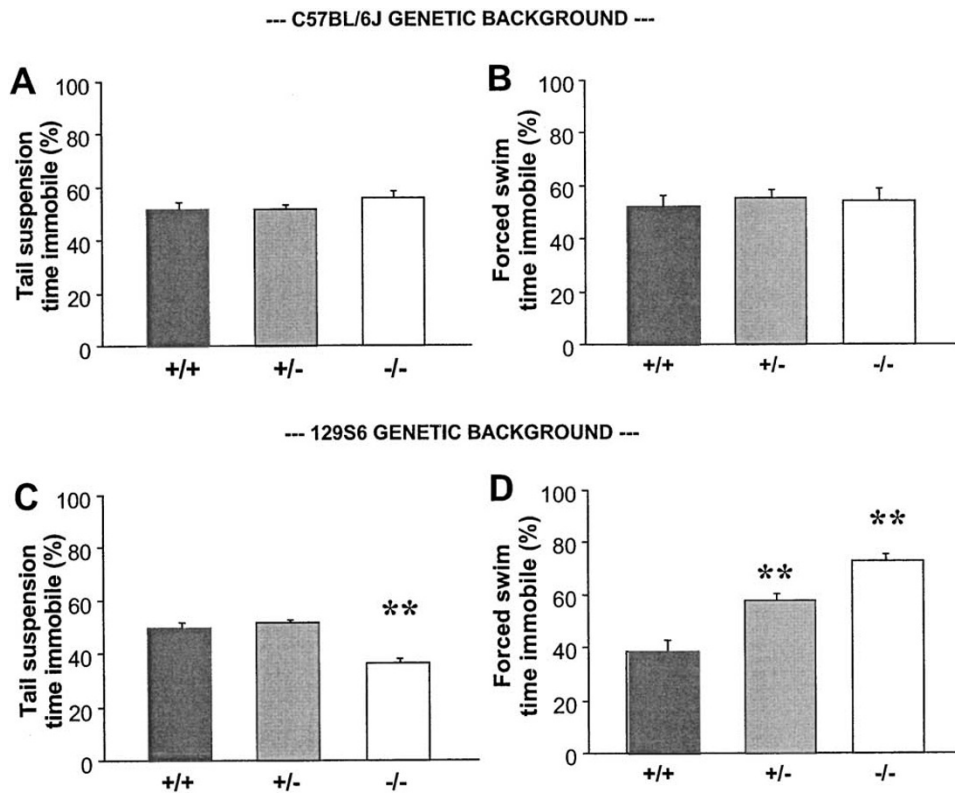 --- C57BL/6J GENETIC BACKGROUND ---
A
Tail suspension
time immobile (%)
100
80
60
40
20
0
+/+ +/- -/-
B
Forced swim
time immobile (%)
100
80
60
40
20
0
+/+ +/- -/-
--- 129S6 GENETIC BACKGROUND ---
C
Tail suspension
time immobile (%)
100
80
60
40
20
0
**
+/+ +/- -/-
D
Forced swim
time immobile (%)
100
80
60
40
20
0
**
**
+/+ +/- -/-